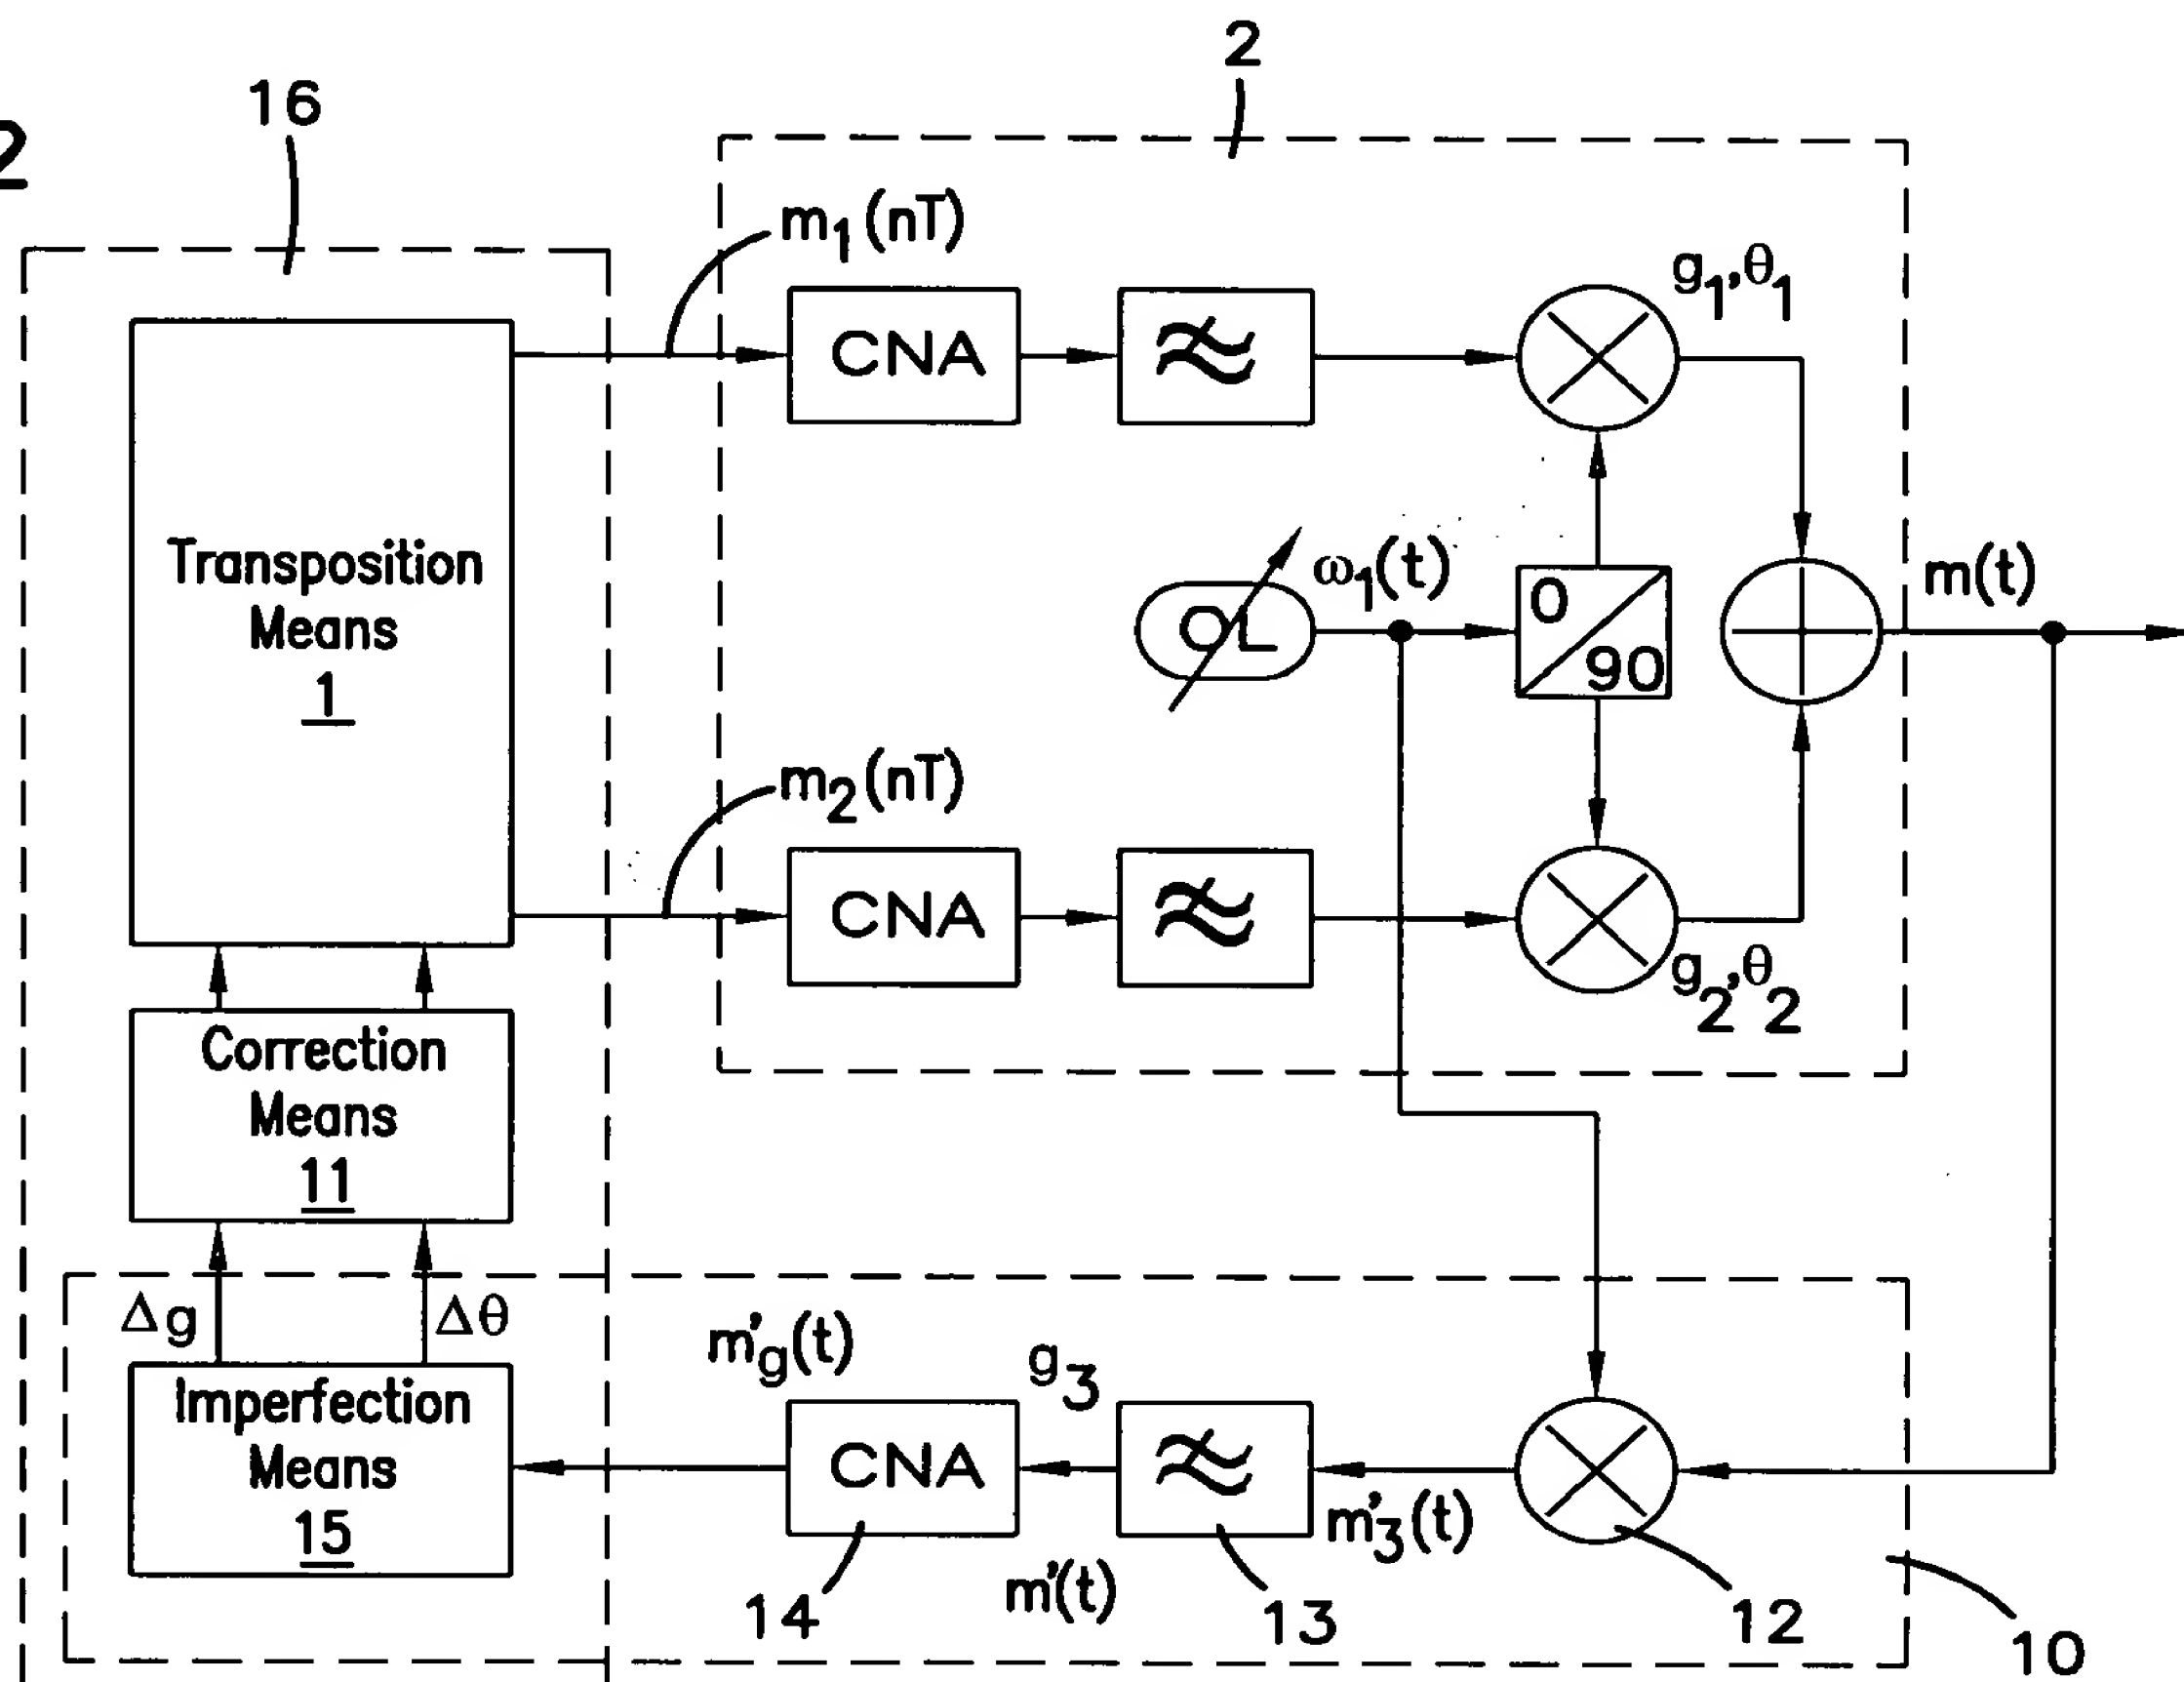 2
16
2
m₁(nT)
g₁,θ₁
CNA
Transposition
Means
1
OL
ω₁(t)
0
90
m(t)
m₂(nT)
CNA
g₂,θ₂
Correction
Means
11
Δg
Δθ
m'g(t)
g₃
Imperfection
Means
15
CNA
m'₃(t)
14
m'(t)
13
12
10